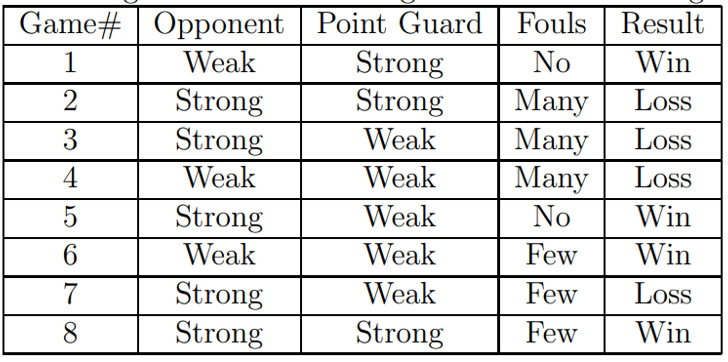 Game# Opponent Point Guard Fouls Result
1 Weak Strong No Win
2 Strong Strong Many Loss
3 Strong Weak Many Loss
4 Weak Weak Many Loss
5 Strong Weak No Win
6 Weak Weak Few Win
7 Strong Weak Few Loss
8 Strong Strong Few Win